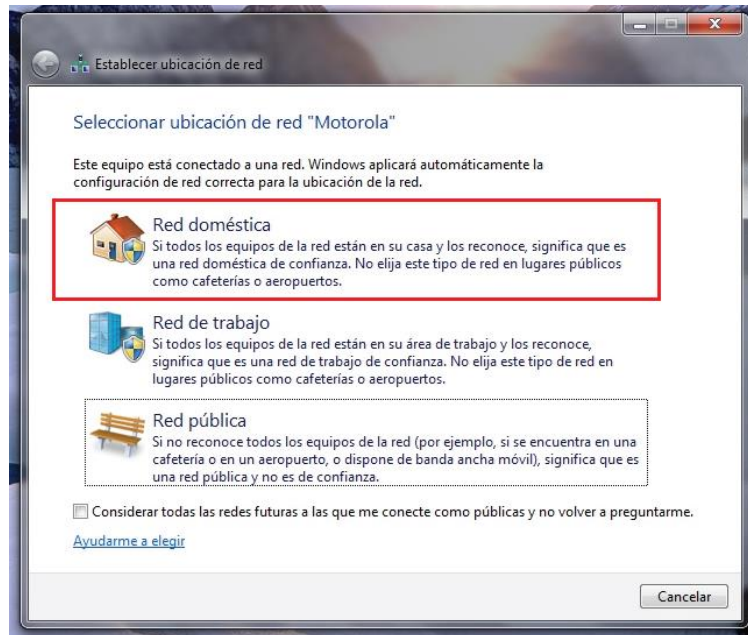 Establecer ubicación de red
Seleccionar ubicación de red "Motorola"
Este equipo está conectado a una red. Windows aplicará automáticamente la
configuración de red correcta para la ubicación de la red.
Red doméstica
Si todos los equipos de la red están en su casa y los reconoce, significa que es
una red doméstica de confianza. No elija este tipo de red en lugares públicos
como cafeterías o aeropuertos.
Red de trabajo
Si todos los equipos de la red están en su área de trabajo y los reconoce,
significa que es una red de trabajo de confianza. No elija este tipo de red en
lugares públicos como cafeterías o aeropuertos.
Red pública
Si no reconoce todos los equipos de la red (por ejemplo, si se encuentra en una
cafetería o en un aeropuerto, o dispone de banda ancha móvil), significa que es
una red pública y no es de confianza.
Considerar todas las redes futuras a las que me conecte como públicas y no volver a preguntarme.
Ayudarme a elegir
Cancelar